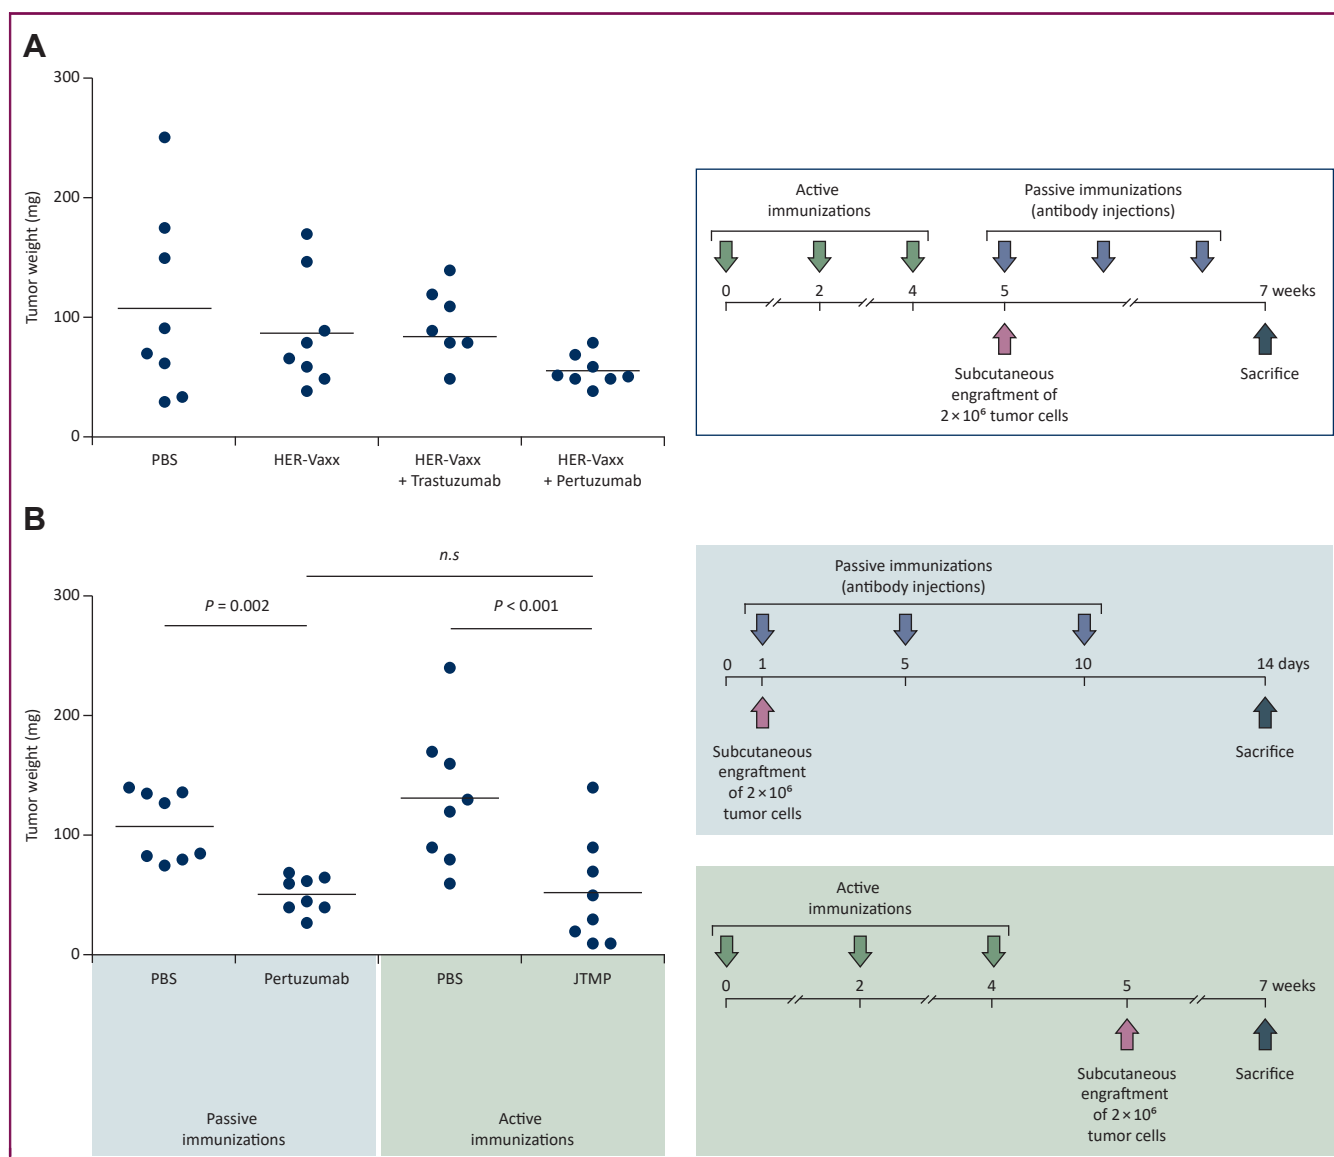 A
300
200
100
0
Tumor weight (mg)
PBS
HER-Vaxx
HER-Vaxx
+ Trastuzumab
HER-Vaxx
+ Pertuzumab
Active
immunizations
Passive immunizations
(antibody injections)
0 2 4 5 7 weeks
Subcutaneous
engraftment of
2 × 10⁶ tumor cells
Sacrifice
B
n.s
P = 0.002
P < 0.001
300
200
100
0
Tumor weight (mg)
PBS
Pertuzumab
PBS
JTMP
Passive
immunizations
Active
immunizations
Passive immunizations
(antibody injections)
0 1 5 10 14 days
Subcutaneous
engraftment
of 2 × 10⁶
tumor cells
Sacrifice
Active
immunizations
0 2 4 5 7 weeks
Subcutaneous
engraftment
of 2 × 10⁶
tumor cells
Sacrifice